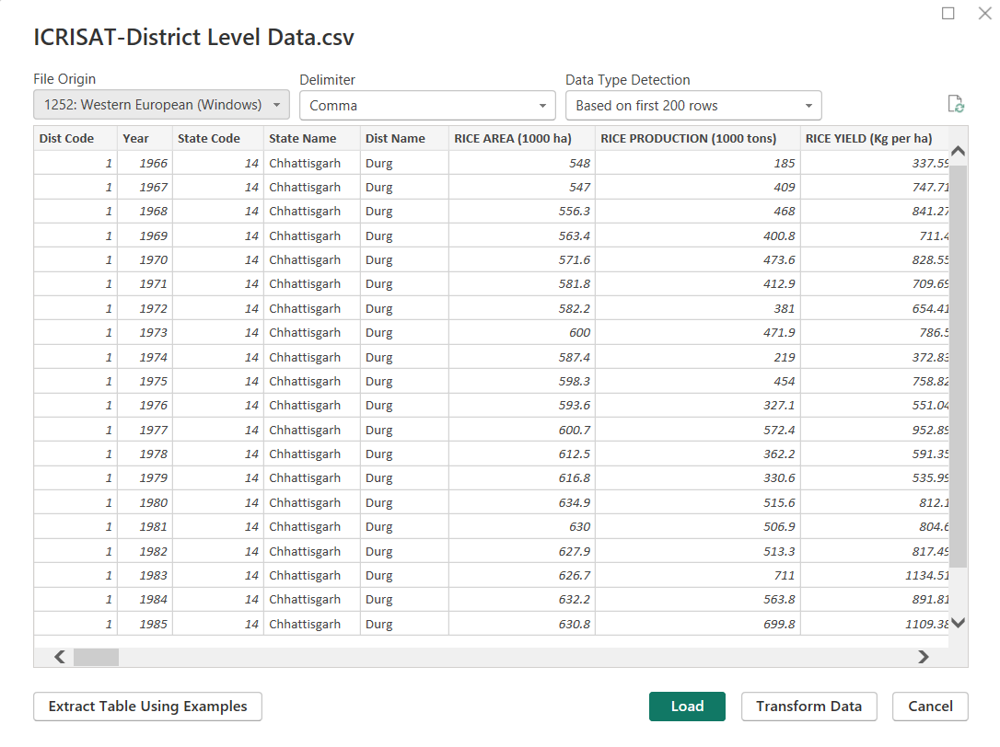 ICRISAT-District Level Data.csv
File Origin Delimiter Data Type Detection
1252: Western European (Windows) Comma Based on first 200 rows
Dist Code Year State Code State Name Dist Name RICE AREA (1000 ha) RICE PRODUCTION (1000 tons) RICE YIELD (Kg per ha)
1 1966 14 Chhattisgarh Durg 548 185 337.59
1 1967 14 Chhattisgarh Durg 547 409 747.71
1 1968 14 Chhattisgarh Durg 556.3 468 841.27
1 1969 14 Chhattisgarh Durg 563.4 400.8 711.4
1 1970 14 Chhattisgarh Durg 571.6 473.6 828.55
1 1971 14 Chhattisgarh Durg 581.8 412.9 709.69
1 1972 14 Chhattisgarh Durg 582.2 381 654.41
1 1973 14 Chhattisgarh Durg 600 471.9 786.5
1 1974 14 Chhattisgarh Durg 587.4 219 372.83
1 1975 14 Chhattisgarh Durg 598.3 454 758.82
1 1976 14 Chhattisgarh Durg 593.6 327.1 551.04
1 1977 14 Chhattisgarh Durg 600.7 572.4 952.89
1 1978 14 Chhattisgarh Durg 612.5 362.2 591.35
1 1979 14 Chhattisgarh Durg 616.8 330.6 535.99
1 1980 14 Chhattisgarh Durg 634.9 515.6 812.1
1 1981 14 Chhattisgarh Durg 630 506.9 804.6
1 1982 14 Chhattisgarh Durg 627.9 513.3 817.49
1 1983 14 Chhattisgarh Durg 626.7 711 1134.51
1 1984 14 Chhattisgarh Durg 632.2 563.8 891.81
1 1985 14 Chhattisgarh Durg 630.8 699.8 1109.38
Extract Table Using Examples Load Transform Data Cancel